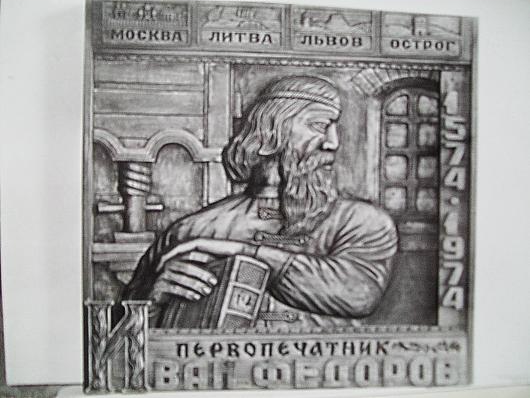 МОСКВА ЛИТВА ЛЬВОВ ОСТРОГ
1574·1974
ПЕРВОПЕЧАТНИК
ИВАН ФЕДОРОВ